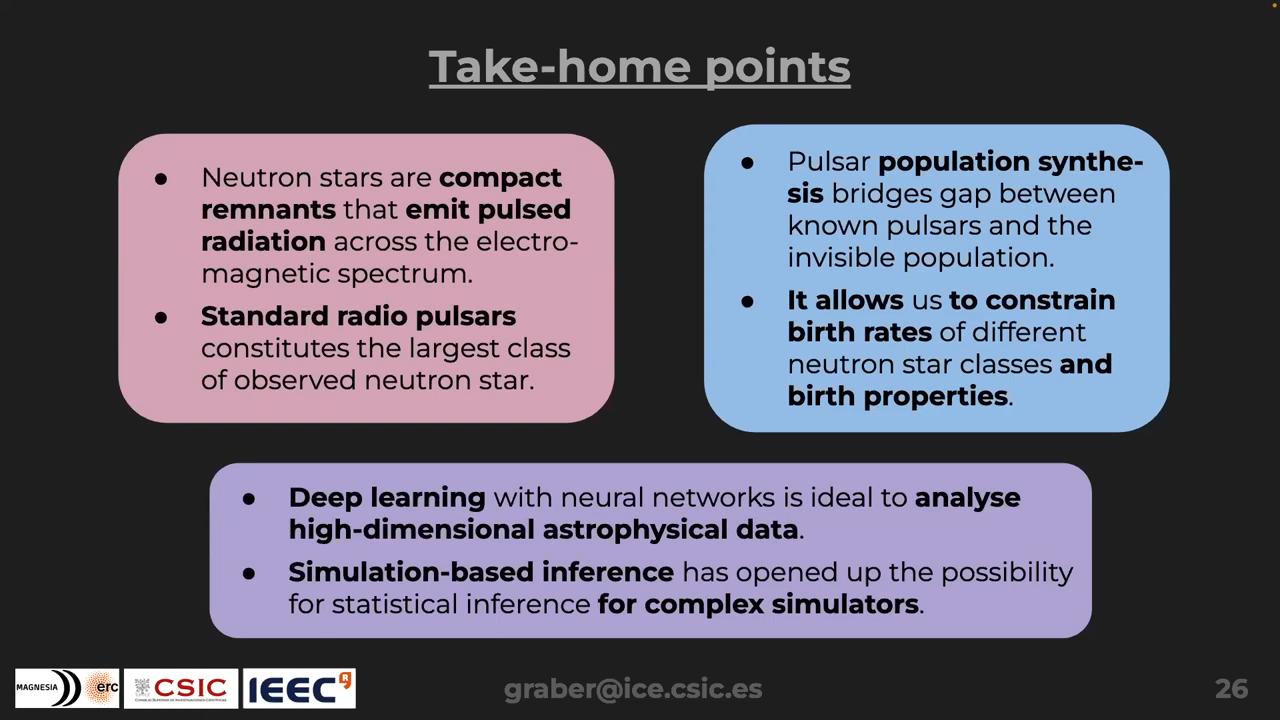 Take-home points
● Neutron stars are compact
remnants that emit pulsed
radiation across the electro-
magnetic spectrum.
● Standard radio pulsars
constitutes the largest class
of observed neutron star.
● Pulsar population synthe-
sis bridges gap between
known pulsars and the
invisible population.
● It allows us to constrain
birth rates of different
neutron star classes and
birth properties.
● Deep learning with neural networks is ideal to analyse
high-dimensional astrophysical data.
● Simulation-based inference has opened up the possibility
for statistical inference for complex simulators.
MAGNESIA
erc
CSIC
CONSEJO SUPERIOR DE INVESTIGACIONES CIENTÍFICAS
IEEC
graber@ice.csic.es
26